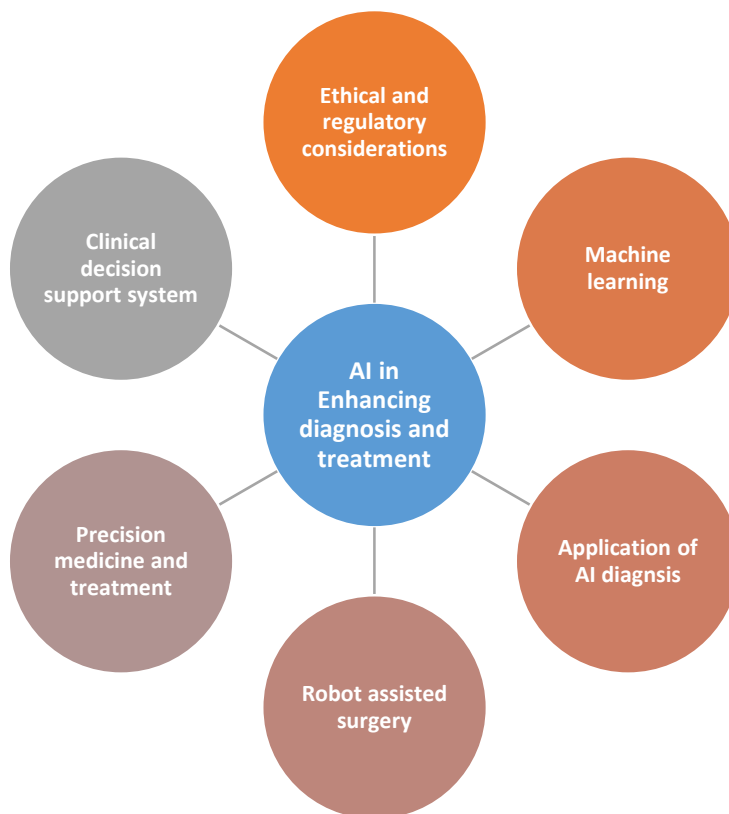 Ethical and
regulatory
considerations
Machine
learning
Application of
AI diagnsis
Robot assisted
surgery
Precision
medicine and
treatment
Clinical
decision
support system
AI in
Enhancing
diagnosis and
treatment